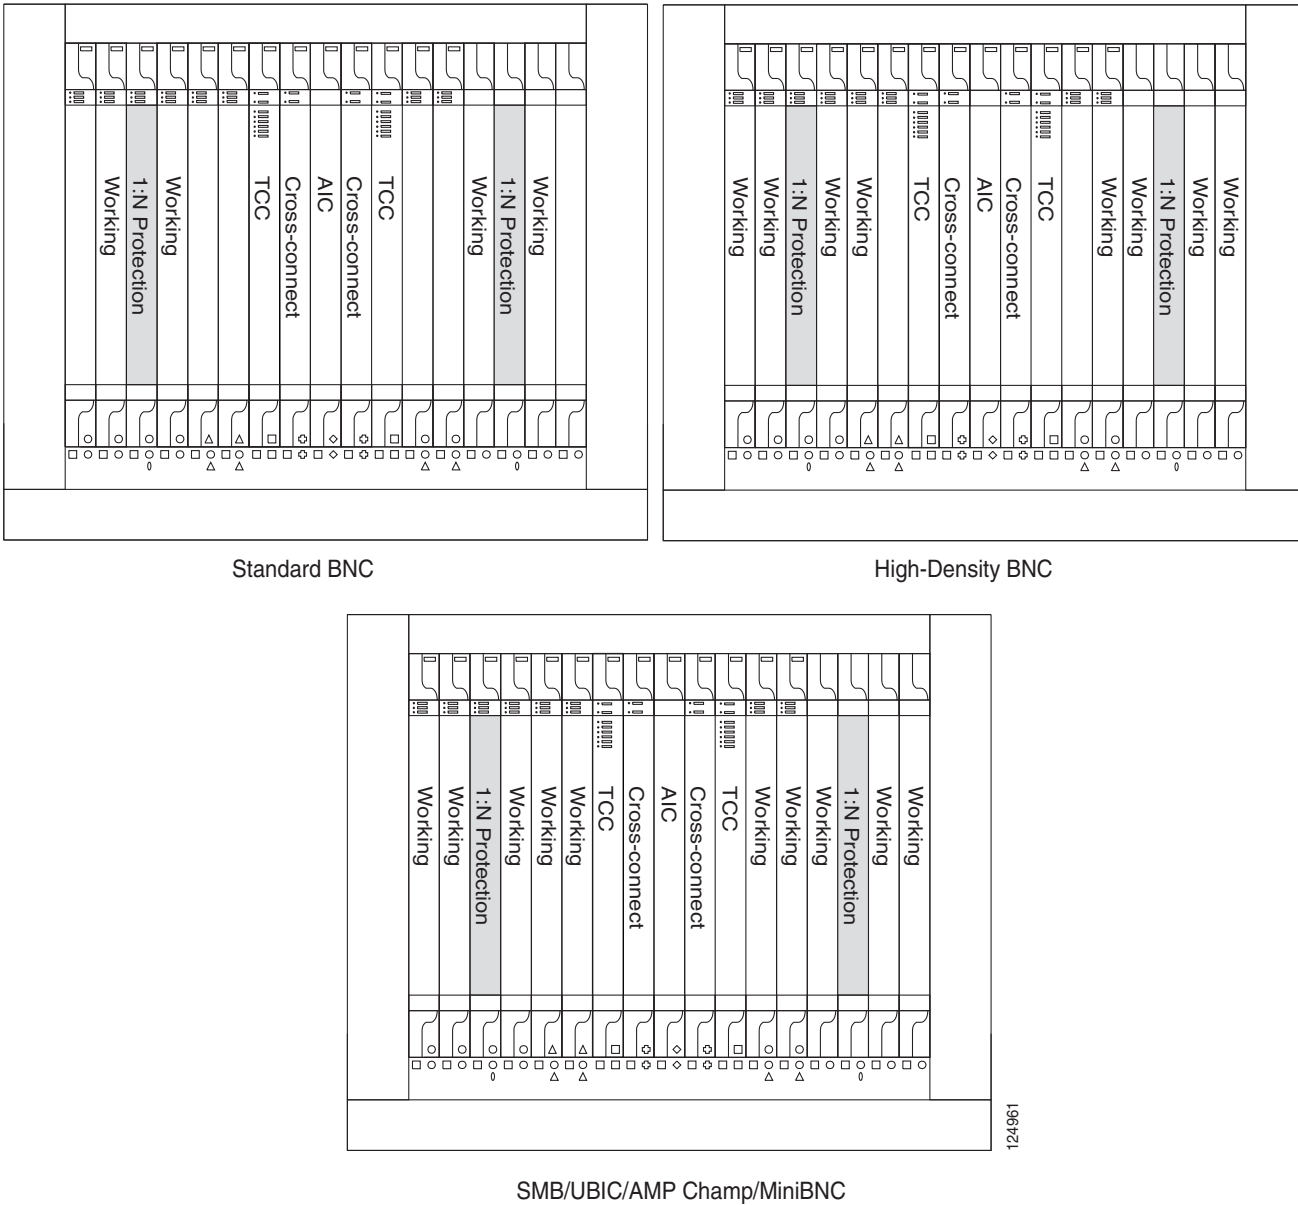 Working
1:N Protection
Working
TCC
Cross-connect
AIC
Cross-connect
TCC
Working
1:N Protection
Working
Standard BNC
Working
Working
1:N Protection
Working
Working
TCC
Cross-connect
AIC
Cross-connect
TCC
Working
Working
1:N Protection
Working
Working
High-Density BNC
Working
Working
1:N Protection
Working
Working
Working
TCC
Cross-connect
AIC
Cross-connect
TCC
Working
Working
Working
1:N Protection
Working
Working
124961
SMB/UBIC/AMP Champ/MiniBNC